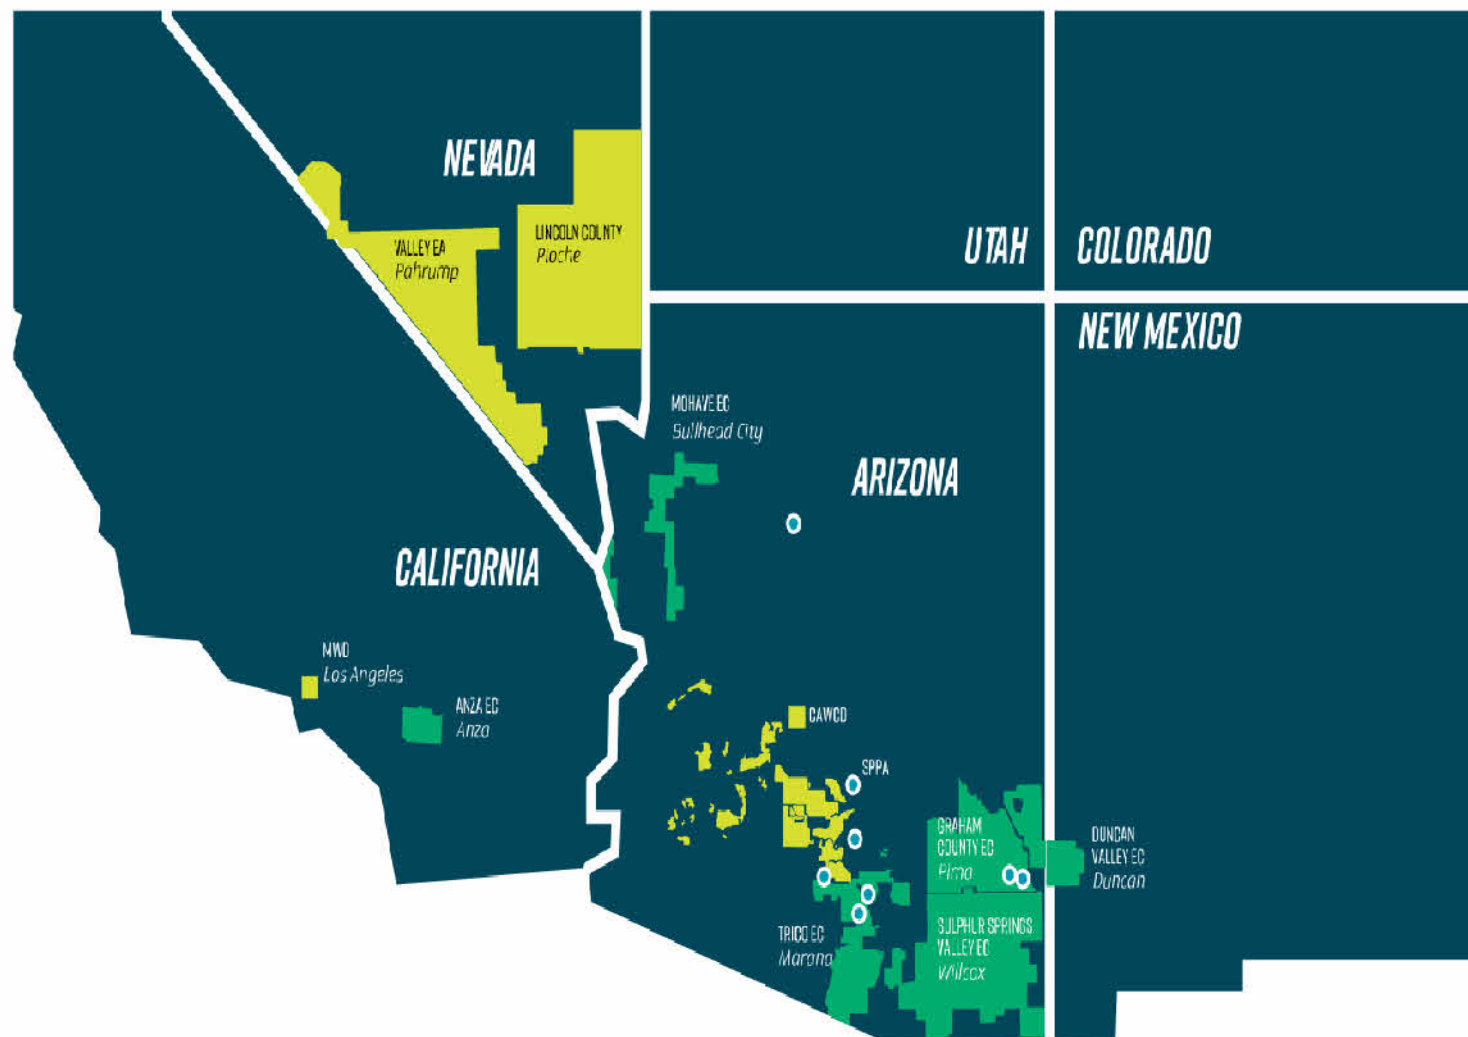 NEVADA
VALLEY EA
Pahrump
LINCOLN COUNTY
Pioche
UTAH
COLORADO
NEW MEXICO
MOHAVE EC
Bullhead City
ARIZONA
CALIFORNIA
MWD
Los Angeles
ANZA EC
Anza
CAWCD
SPPA
GRAHAM
COUNTY EC
Pima
DUNCAN
VALLEY EC
Duncan
TRICO EC
Marana
SULPHUR SPRINGS
VALLEY EC
Willcox